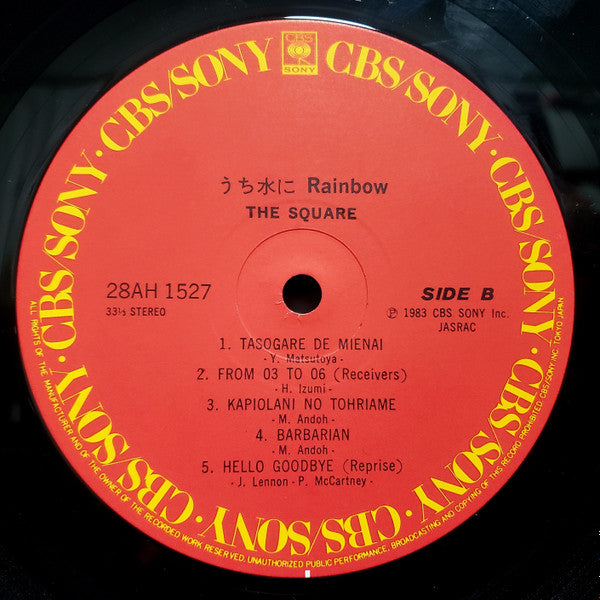 CBS/SONY · CBS/SONY · CBS/SONY · CBS/SONY · CBS/SONY · CBS/SONY · CBS/SONY · CBS/SONY
CBS
SONY
うち水に Rainbow
THE SQUARE
28AH 1527
33⅓ STEREO
SIDE B
Ⓟ 1983 CBS SONY Inc.
JASRAC
1. TASOGARE DE MIENAI
- Y. Matsutoya -
2. FROM 03 TO 06 (Receivers)
- H. Izumi -
3. KAPIOLANI NO TOHRIAME
- M. Andoh -
4. BARBARIAN
- M. Andoh -
5. HELLO GOODBYE (Reprise)
- J. Lennon - P. McCartney -
ALL RIGHTS OF THE MANUFACTURER AND OF THE OWNER OF THE RECORDED WORK RESERVED. UNAUTHORIZED PUBLIC PERFORMANCE, BROADCASTING AND COPYING OF THIS RECORD PROHIBITED CBS/SONY INC. TOKYO JAPAN